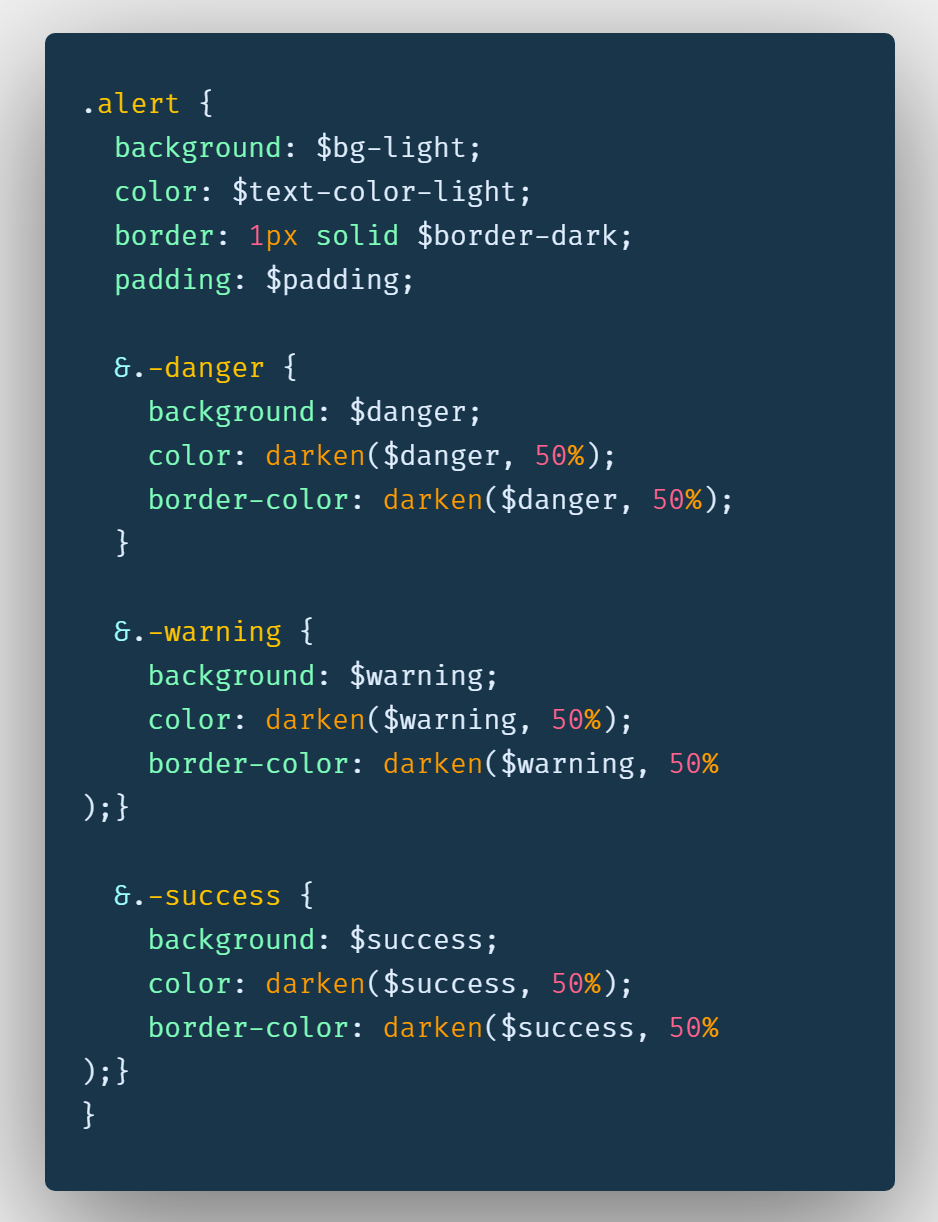 .alert {
  background: $bg-light;
  color: $text-color-light;
  border: 1px solid $border-dark;
  padding: $padding;

  &.-danger {
    background: $danger;
    color: darken($danger, 50%);
    border-color: darken($danger, 50%);
  }

  &.-warning {
    background: $warning;
    color: darken($warning, 50%);
    border-color: darken($warning, 50%
);}

  &.-success {
    background: $success;
    color: darken($success, 50%);
    border-color: darken($success, 50%
);}
}